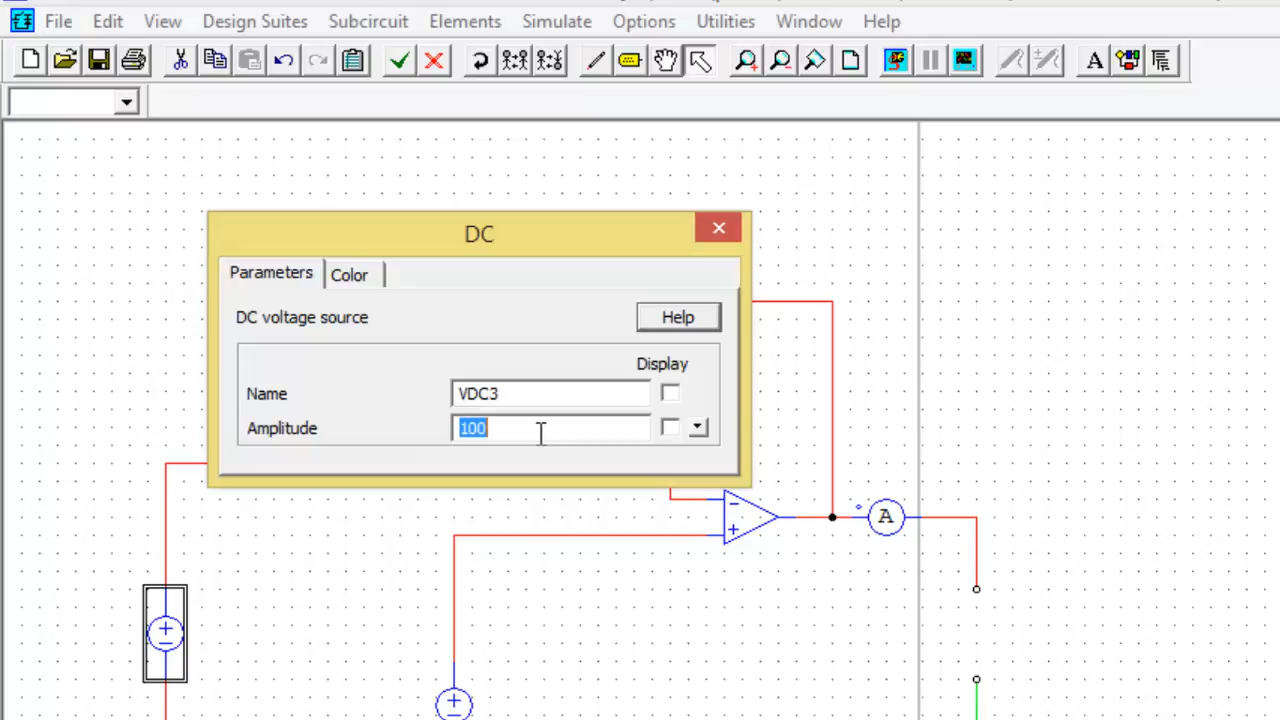 File Edit View Design Suites Subcircuit Elements Simulate Options Utilities Window Help
A
DC
Parameters Color
DC voltage source Help
Display
Name VDC3
Amplitude 100
A